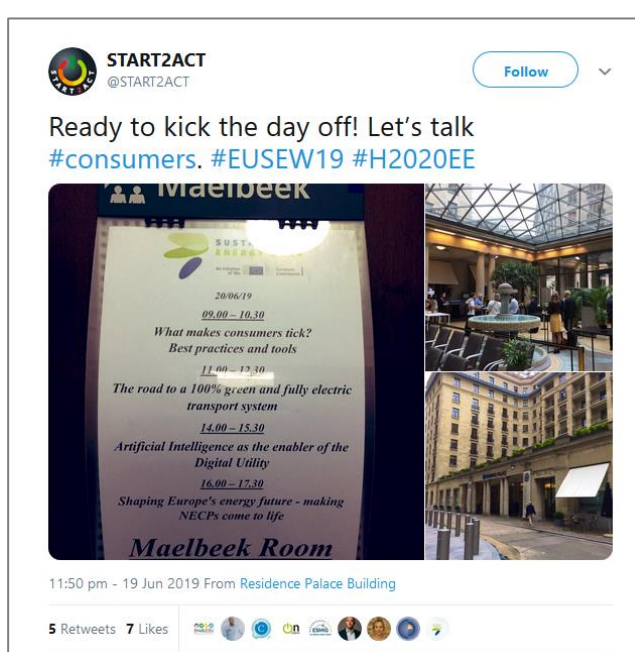 START2ACT
@START2ACT
Follow
Ready to kick the day off! Let's talk
#consumers. #EUSEW19 #H2020EE
Maelbeek
SUST
ENERGY
20/06/19
09.00 – 10.30
What makes consumers tick?
Best practices and tools
11.00 – 12.30
The road to a 100% green and fully electric
transport system
14.00 – 15.30
Artificial Intelligence as the enabler of the
Digital Utility
16.00 – 17.30
Shaping Europe's energy future - making
NECPs come to life
Maelbeek Room
11:50 pm - 19 Jun 2019 From Residence Palace Building
5 Retweets 7 Likes